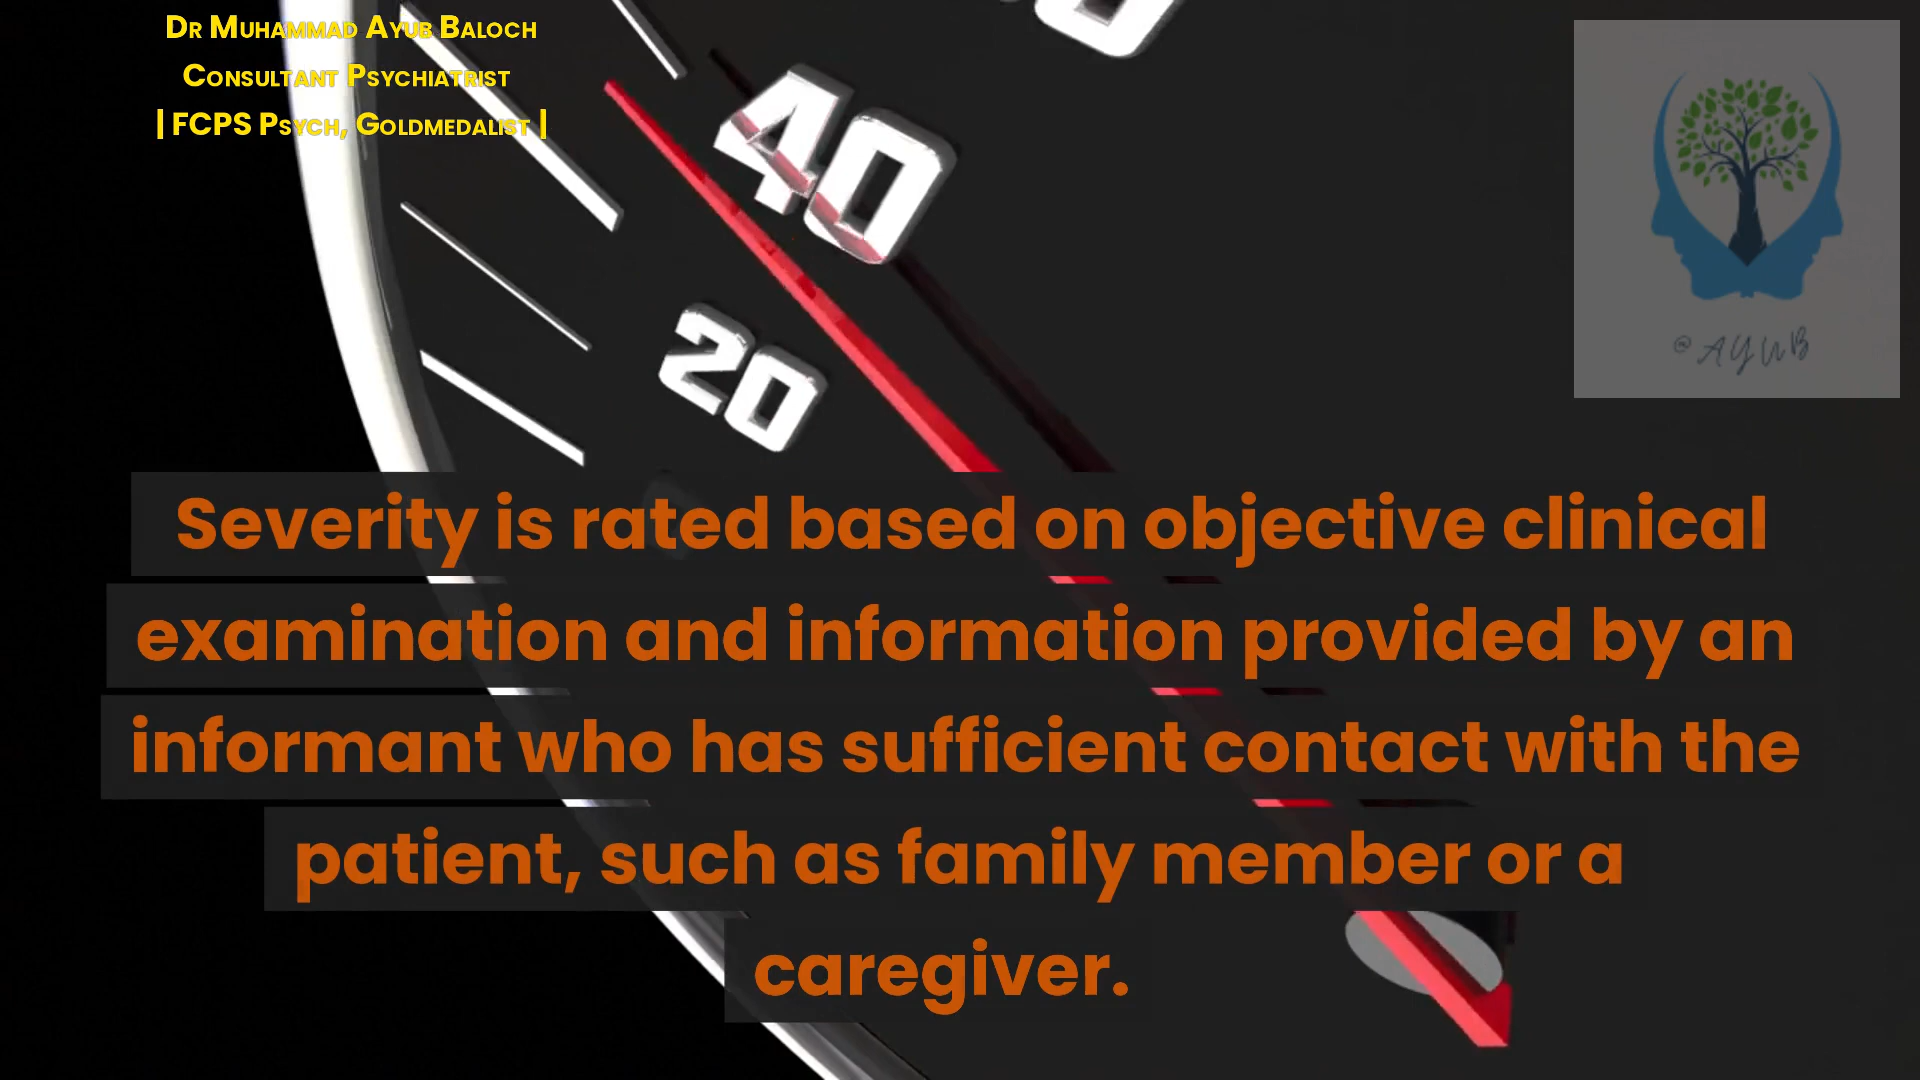 Dr Muhammad Ayub Baloch
Consultant Psychiatrist
| FCPS Psych, Goldmedalist |
40
20
@AYUB
Severity is rated based on objective clinical
examination and information provided by an
informant who has sufficient contact with the
patient, such as family member or a
caregiver.